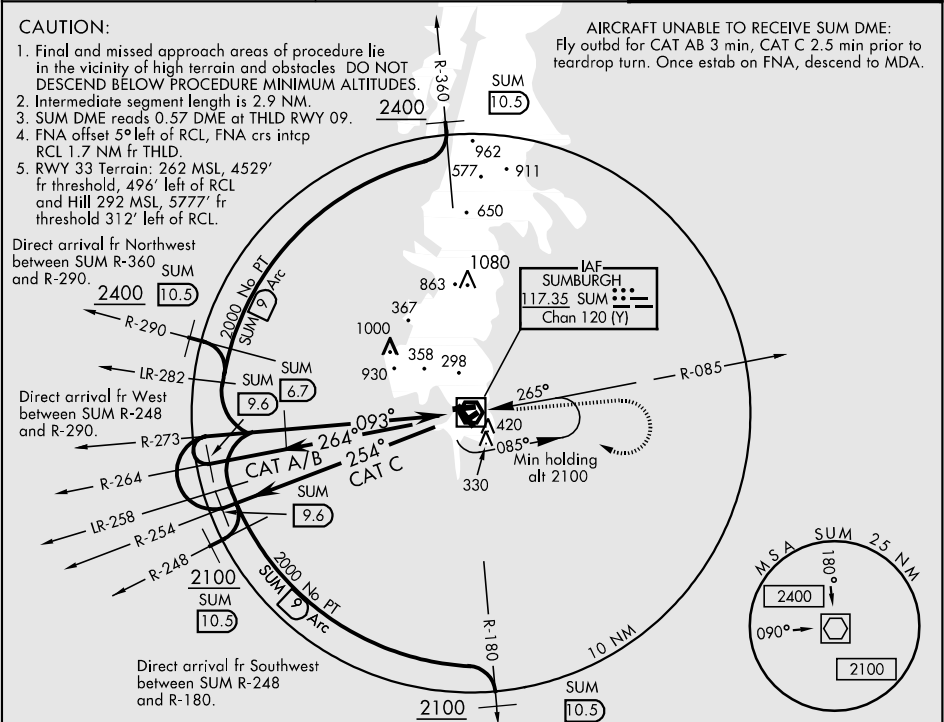 CAUTION:
1. Final and missed approach areas of procedure lie
in the vicinity of high terrain and obstacles DO NOT
DESCEND BELOW PROCEDURE MINIMUM ALTITUDES.
2. Intermediate segment length is 2.9 NM.
3. SUM DME reads 0.57 DME at THLD RWY 09.
4. FNA offset 5° left of RCL, FNA crs intcp
RCL 1.7 NM fr THLD.
5. RWY 33 Terrain: 262 MSL, 4529'
fr threshold, 496' left of RCL
and Hill 292 MSL, 5777' fr
threshold 312' left of RCL.
AIRCRAFT UNABLE TO RECEIVE SUM DME:
Fly outbd for CAT AB 3 min, CAT C 2.5 min prior to
teardrop turn. Once estab on FNA, descend to MDA.
R-360
SUM
10.5
2400
962
577
911
650
1080
863
367
1000
930
358
298
IAF
SUMBURGH
117.35 SUM
Chan 120 (Y)
Direct arrival fr Northwest
between SUM R-360
and R-290.
SUM
10.5
2400
2000 No PT
SUM 9 Arc
R-290
LR-282
SUM
6.7
SUM
9.6
Direct arrival fr West
between SUM R-248
and R-290.
R-273
R-264
LR-258
R-254
R-248
093°
264°
CAT A/B
254°
CAT C
SUM
9.6
R-085
265°
085°
420
330
Min holding
alt 2100
2100
SUM
10.5
2000 No PT
SUM 9 Arc
Direct arrival fr Southwest
between SUM R-248
and R-180.
R-180
10 NM
2100
SUM
10.5
MSA SUM 25 NM
180°
2400
090°
2100